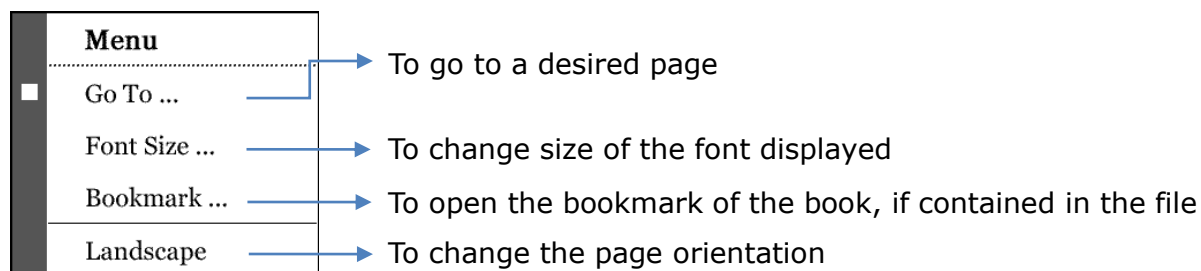 Menu
Go To ... To go to a desired page
Font Size ... To change size of the font displayed
Bookmark ... To open the bookmark of the book, if contained in the file
Landscape To change the page orientation